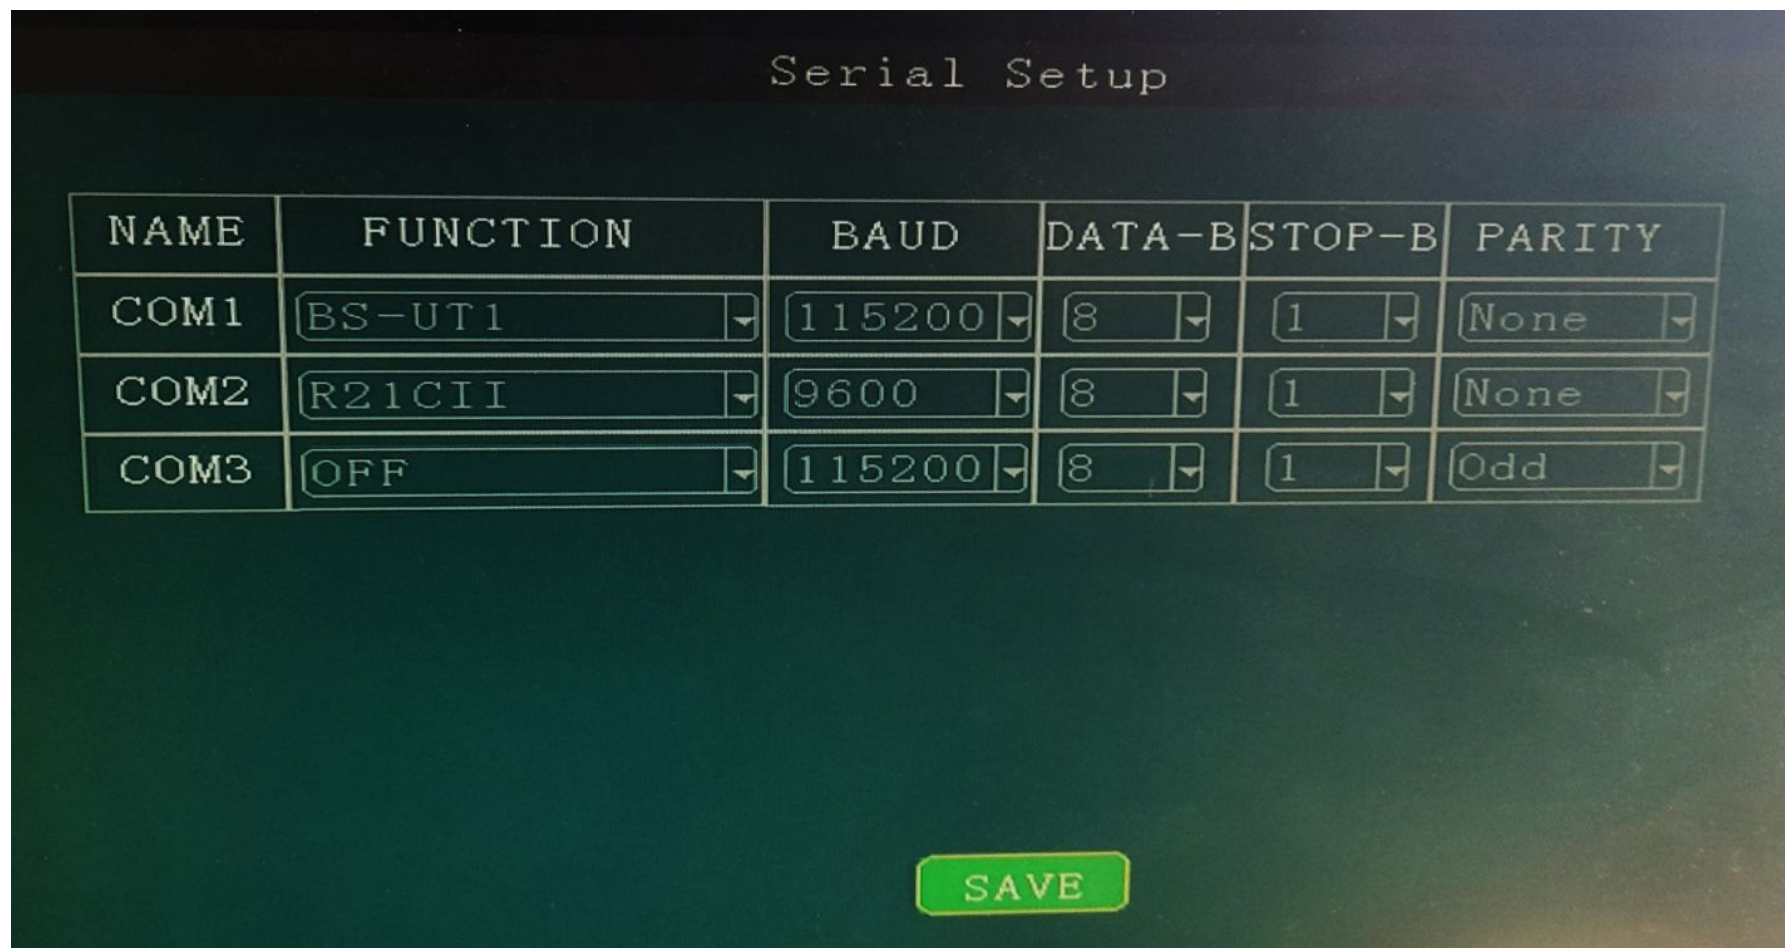 Serial Setup
NAME FUNCTION BAUD DATA-B STOP-B PARITY
COM1 BS-UT1 115200 8 1 None
COM2 R21CII 9600 8 1 None
COM3 OFF 115200 8 1 Odd
SAVE